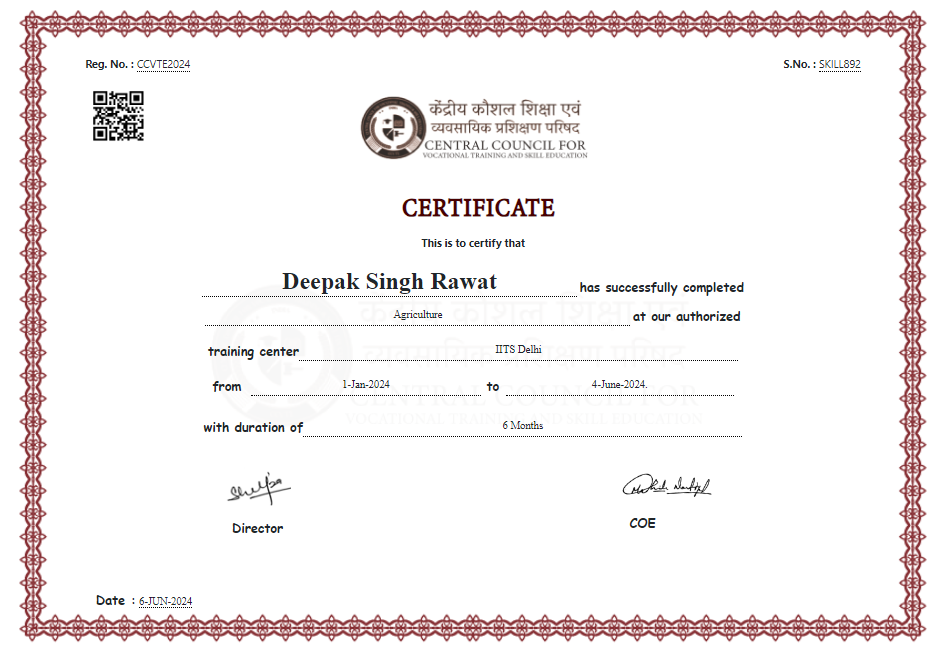 Reg. No. : CCVTE2024
S.No. : SKILL892
केंद्रीय कौशल शिक्षा एवं
व्यवसायिक प्रशिक्षण परिषद
CENTRAL COUNCIL FOR
VOCATIONAL TRAINING AND SKILL EDUCATION
CERTIFICATE
This is to certify that
Deepak Singh Rawat has successfully completed
Agriculture at our authorized
training center IITS Delhi
from 1-Jan-2024 to 4-June-2024.
with duration of 6 Months
Director
COE
Date : 6-JUN-2024